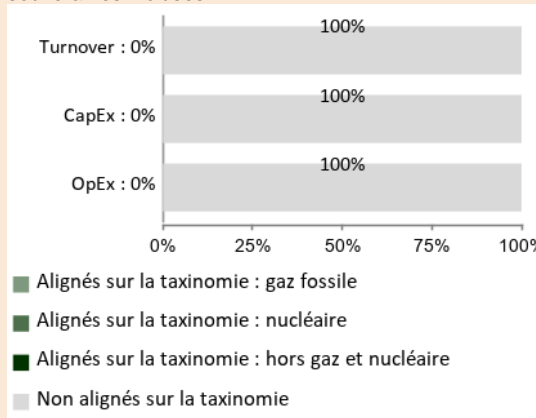 100%
Turnover : 0%
100%
CapEx : 0%
100%
OpEx : 0%
0% 25% 50% 75% 100%
Alignés sur la taxinomie : gaz fossile
Alignés sur la taxinomie : nucléaire
Alignés sur la taxinomie : hors gaz et nucléaire
Non alignés sur la taxinomie